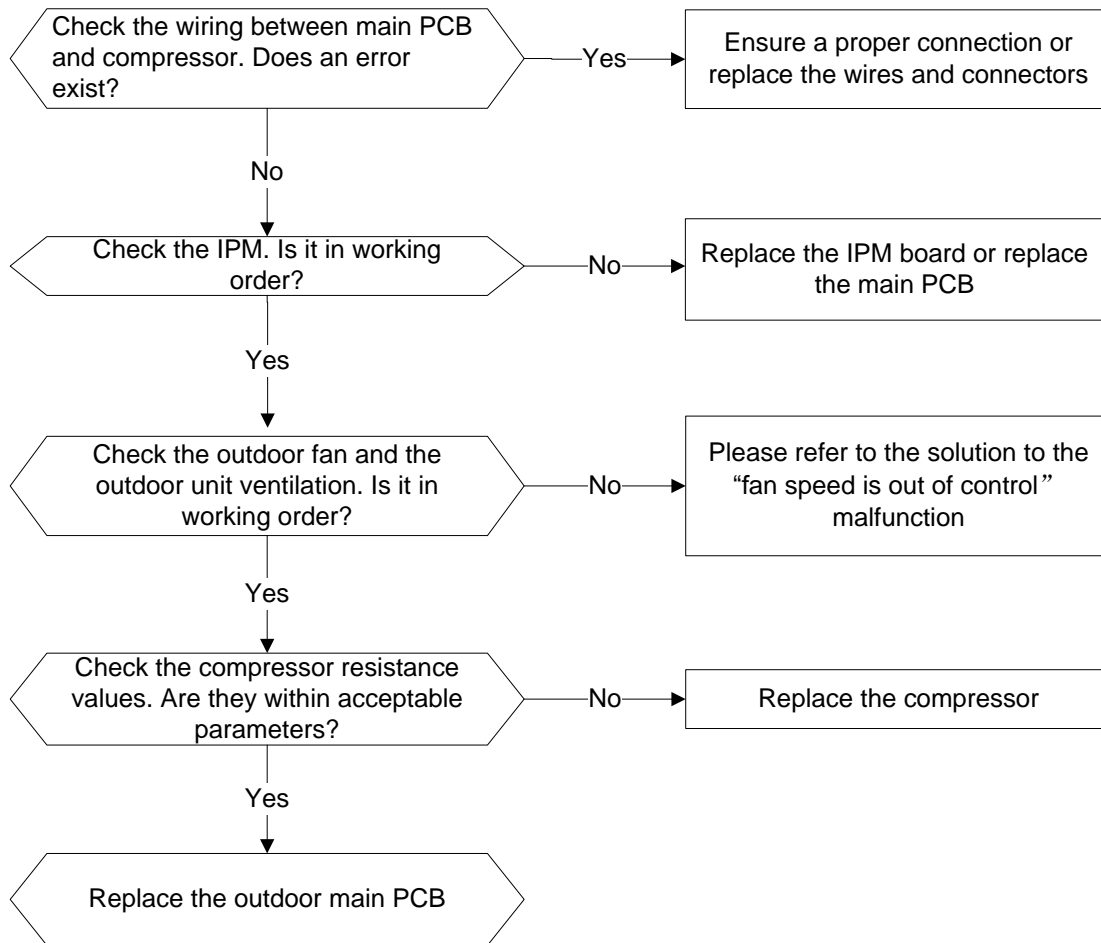 Check the wiring between main PCB
and compressor. Does an error
exist?
Yes
Ensure a proper connection or
replace the wires and connectors
No
Check the IPM. Is it in working
order?
No
Replace the IPM board or replace
the main PCB
Yes
Check the outdoor fan and the
outdoor unit ventilation. Is it in
working order?
No
Please refer to the solution to the
“fan speed is out of control”
malfunction
Yes
Check the compressor resistance
values. Are they within acceptable
parameters?
No
Replace the compressor
Yes
Replace the outdoor main PCB